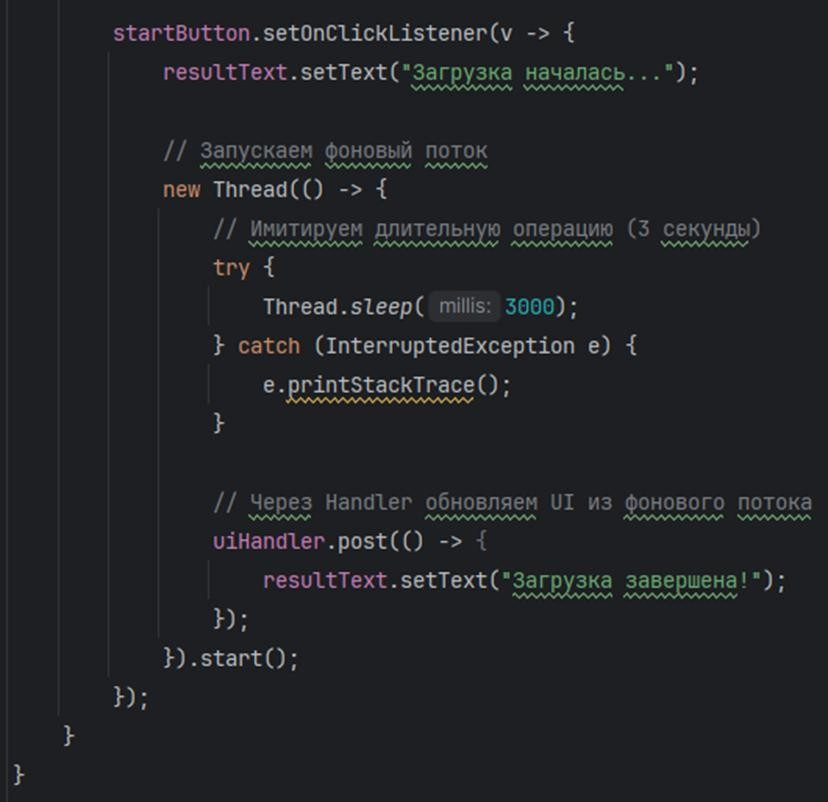 startButton.setOnClickListener(v -> {
resultText.setText("Загрузка началась...");
// Запускаем фоновый поток
new Thread(() -> {
// Имитируем длительную операцию (3 секунды)
try {
Thread.sleep( millis: 3000);
} catch (InterruptedException e) {
e.printStackTrace();
}
// Через Handler обновляем UI из фонового потока
uiHandler.post(() -> {
resultText.setText("Загрузка завершена!");
});
}).start();
});
}
}